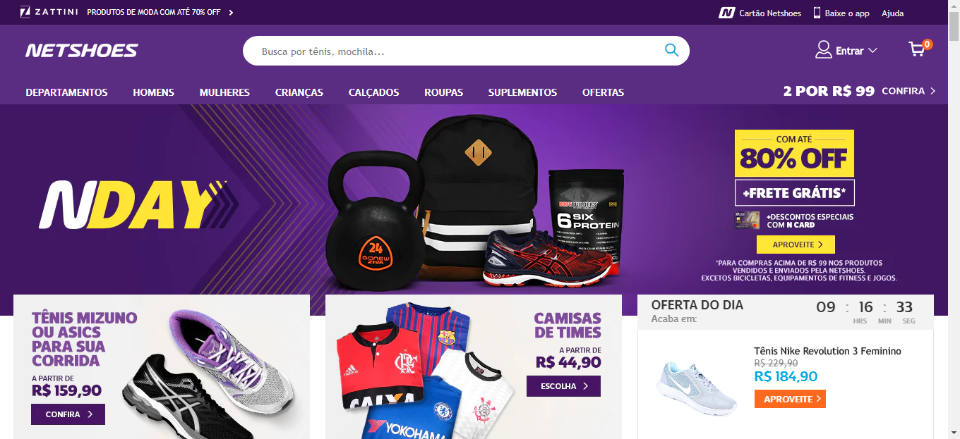 ZATTINI PRODUTOS DE MODA COM ATÉ 70% OFF
Cartão Netshoes Baixe o app Ajuda
NETSHOES
Busca por tênis, mochila...
Entrar
0
DEPARTAMENTOS HOMENS MULHERES CRIANÇAS CALÇADOS ROUPAS SUPLEMENTOS OFERTAS
2 POR R$ 99 CONFIRA
NDAY
24
6 SIX
PROTEIN
COM ATÉ
80% OFF
+FRETE GRÁTIS*
+DESCONTOS ESPECIAIS
COM N CARD
APROVEITE
*PARA COMPRAS ACIMA DE R$ 99 NOS PRODUTOS
VENDIDOS E ENVIADOS PELA NETSHOES.
EXCETOS BICICLETAS, EQUIPAMENTOS DE FITNESS E JOGOS.
TÊNIS MIZUNO
OU ASICS
PARA SUA
CORRIDA
A PARTIR DE
R$ 159,90
CONFIRA
CAMISAS
DE TIMES
A PARTIR DE
R$ 44,90
ESCOLHA
CAIXA
YOKOHAMA
OFERTA DO DIA
Acaba em:
09 : 16 : 33
HRS MIN SEG
Tênis Nike Revolution 3 Feminino
R$ 229,90
R$ 184,90
APROVEITE